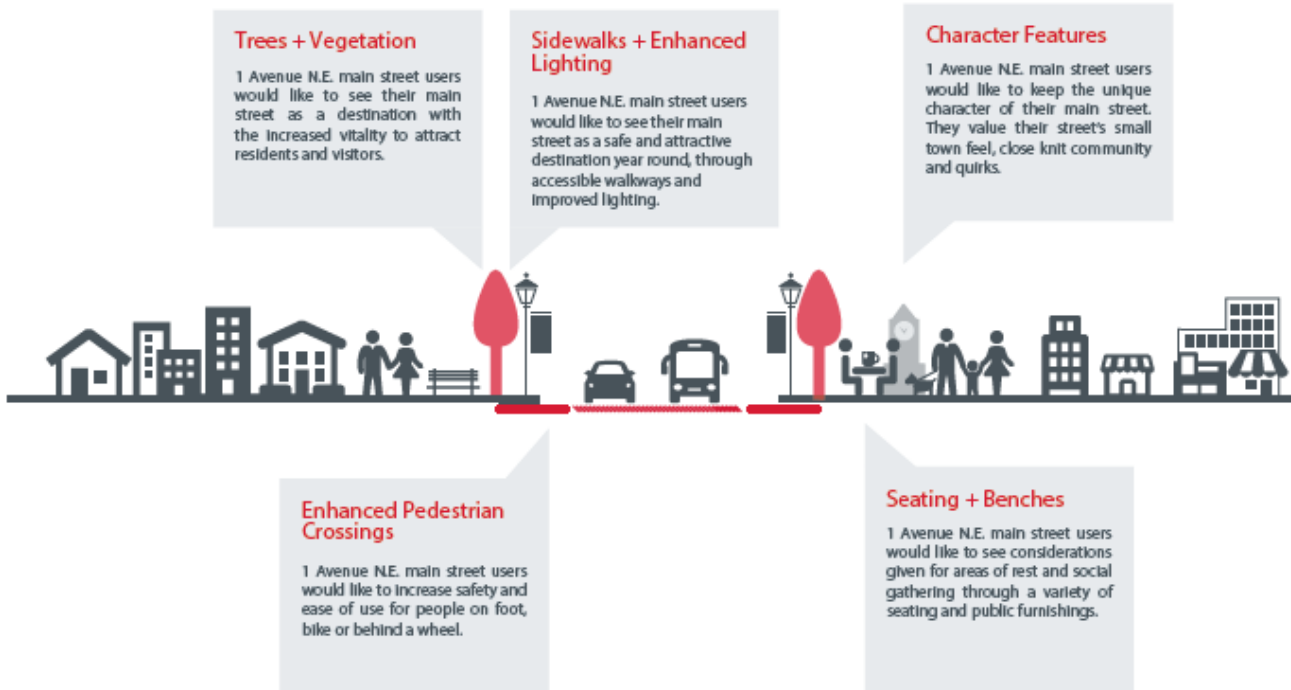 Trees + Vegetation
1 Avenue N.E. main street users
would like to see their main
street as a destination with
the increased vitality to attract
residents and visitors.
Sidewalks + Enhanced
Lighting
1 Avenue N.E. main street users
would like to see their main
street as a safe and attractive
destination year round, through
accessible walkways and
improved lighting.
Character Features
1 Avenue N.E. main street users
would like to keep the unique
character of their main street.
They value their street's small
town feel, close knit community
and quirks.
Enhanced Pedestrian
Crossings
1 Avenue N.E. main street users
would like to increase safety and
ease of use for people on foot,
bike or behind a wheel.
Seating + Benches
1 Avenue N.E. main street users
would like to see considerations
given for areas of rest and social
gathering through a variety of
seating and public furnishings.